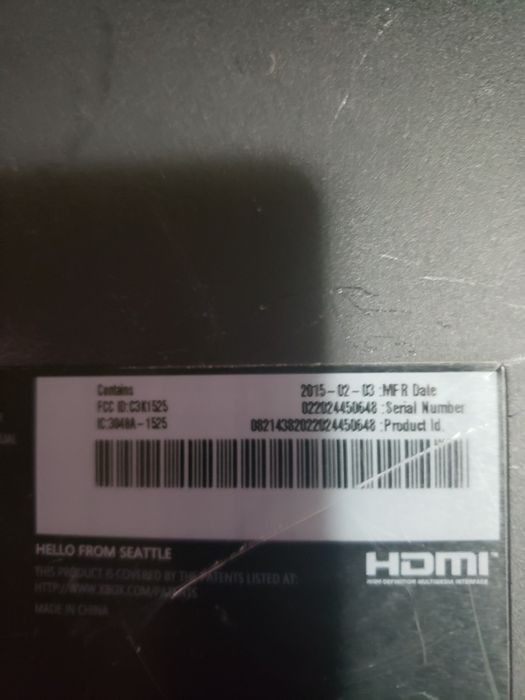 Contains
FCC ID:C3K1525
IC:3048A-1525
2015-02-03 :MFR Date
022024450648 :Serial Number
08214382022024450648 :Product Id.
HELLO FROM SEATTLE
THIS PRODUCT IS COVERED BY THE PATENTS LISTED AT:
HTTP://WWW.XBOX.COM/PATENTS
MADE IN CHINA
HDMI™
HIGH-DEFINITION MULTIMEDIA INTERFACE